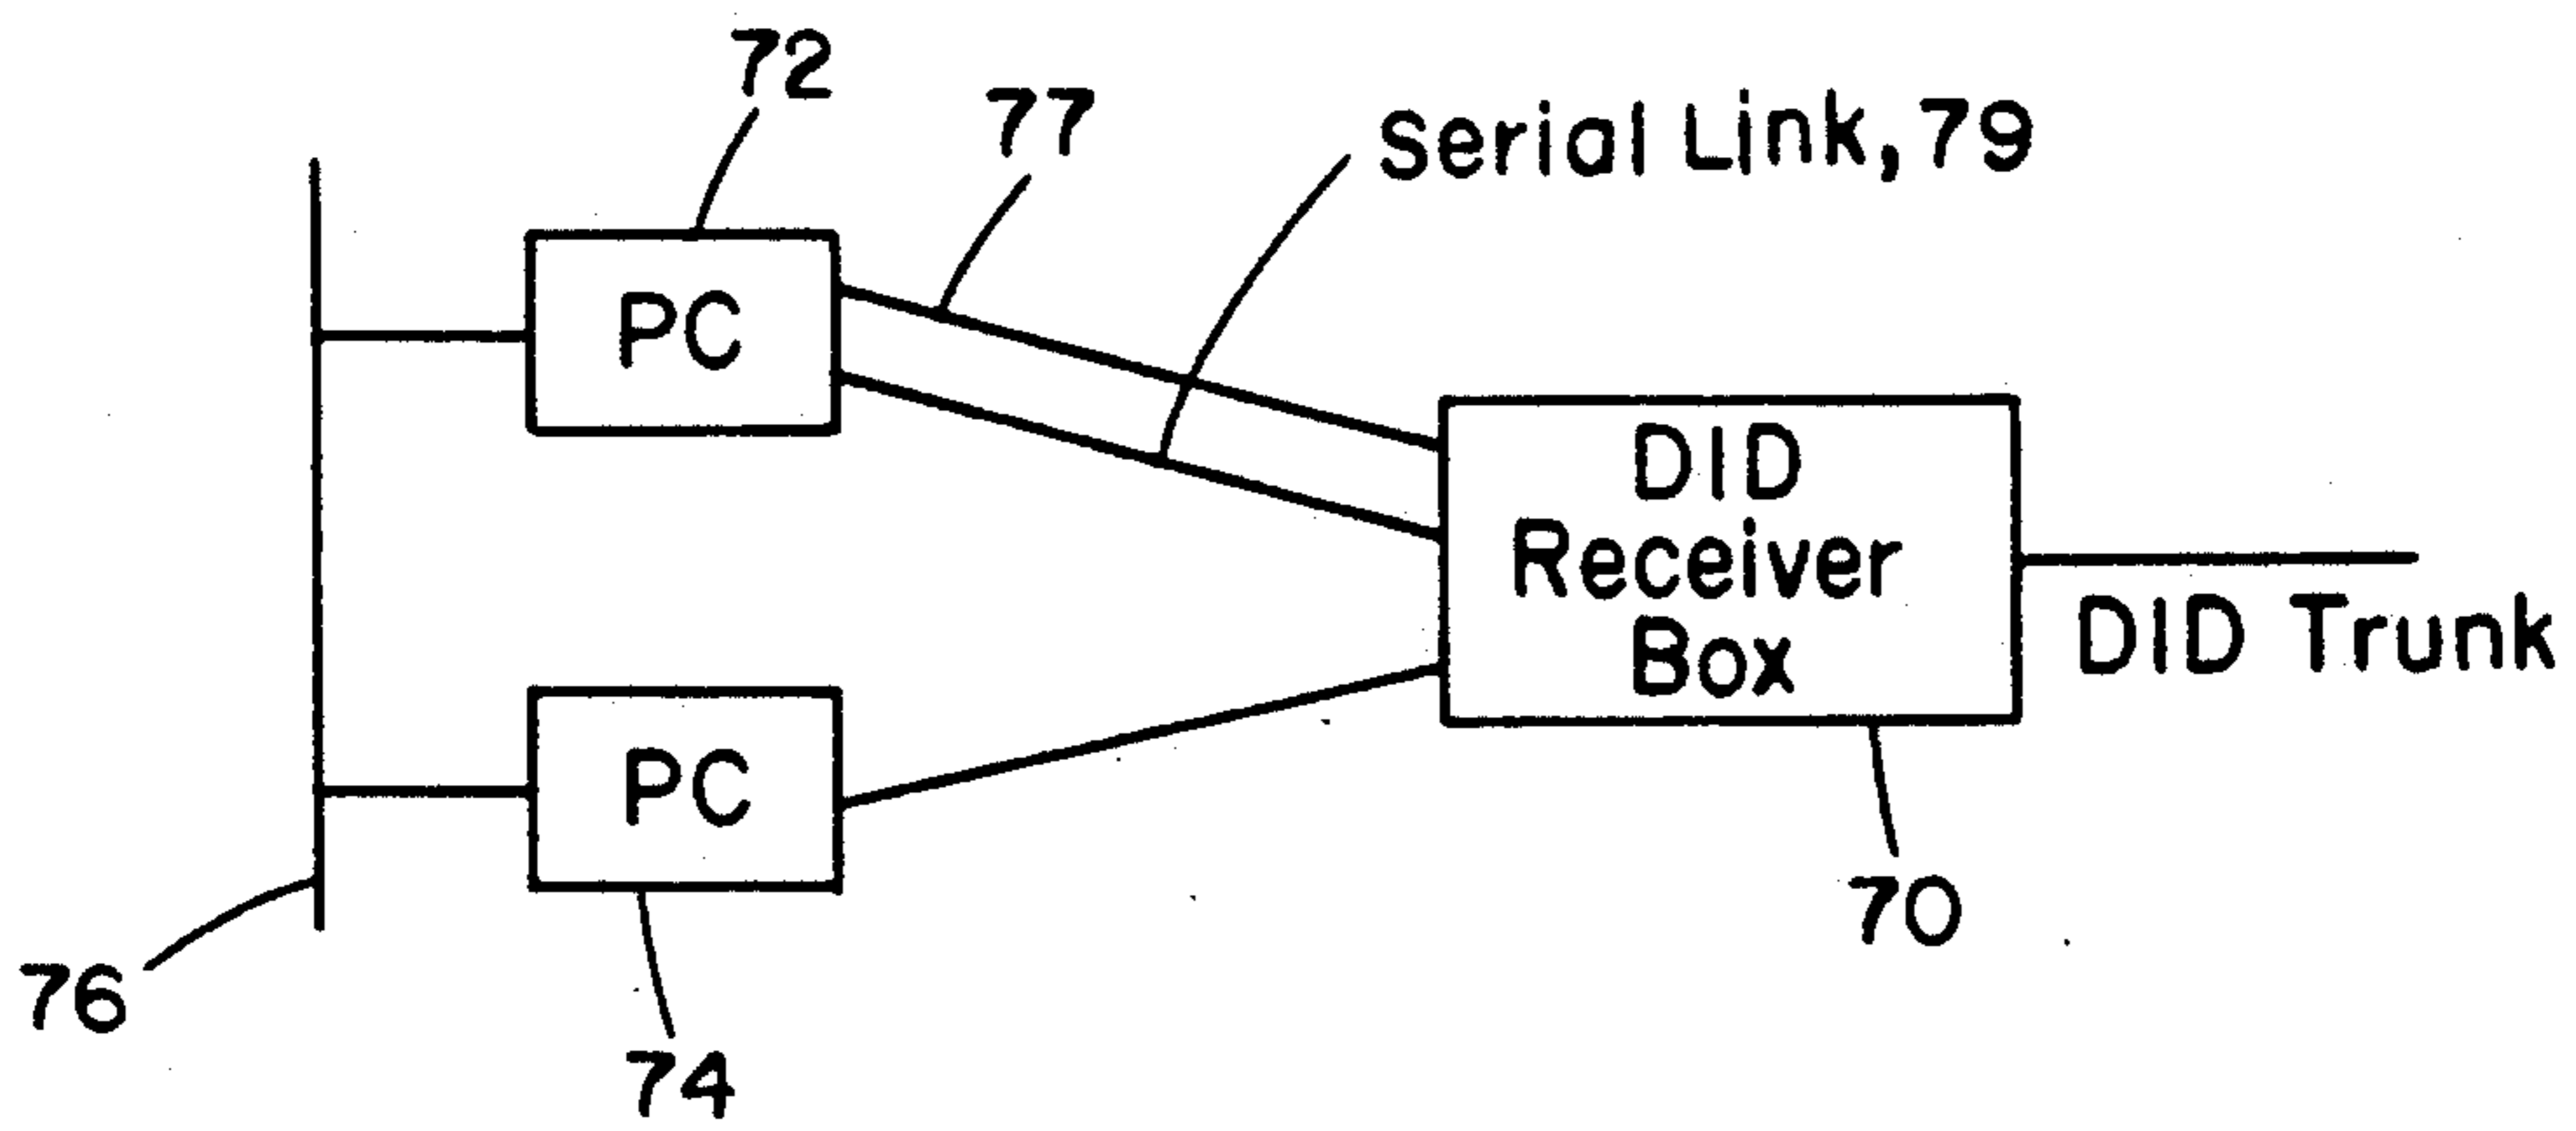 72
77
Serial Link, 79
PC
DID
Receiver
Box
DID Trunk
PC
70
76
74